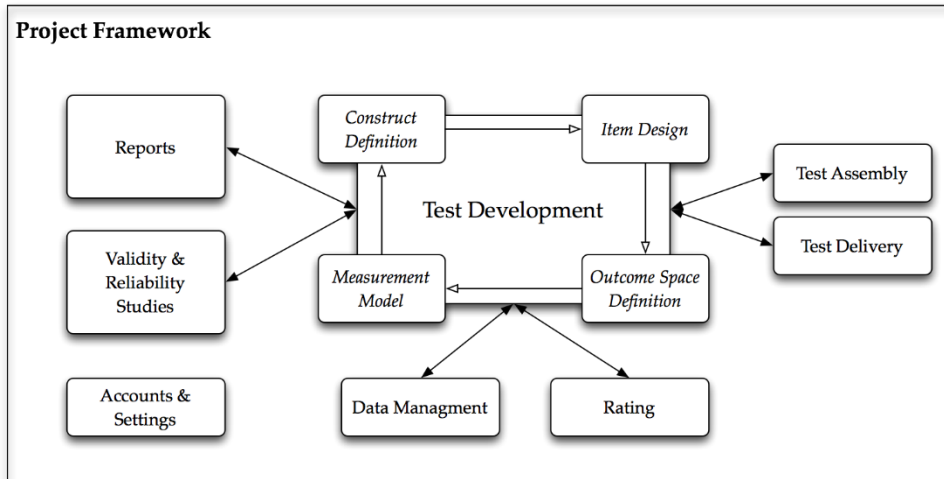 Project Framework
Reports
Construct
Definition
Item Design
Test Assembly
Test Development
Test Delivery
Validity &
Reliability
Studies
Measurement
Model
Outcome Space
Definition
Accounts &
Settings
Data Managment
Rating